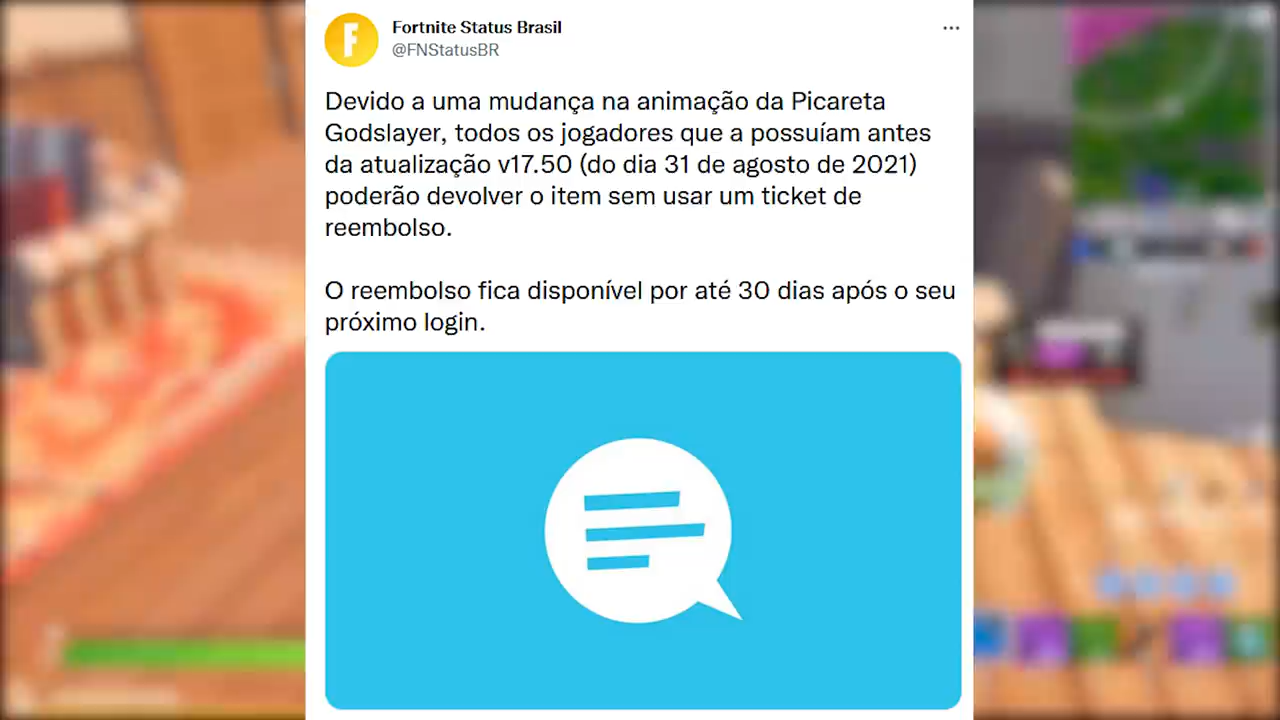 Fortnite Status Brasil
@FNStatusBR
Devido a uma mudança na animação da Picareta
Godslayer, todos os jogadores que a possuíam antes
da atualização v17.50 (do dia 31 de agosto de 2021)
poderão devolver o item sem usar um ticket de
reembolso.
O reembolso fica disponível por até 30 dias após o seu
próximo login.